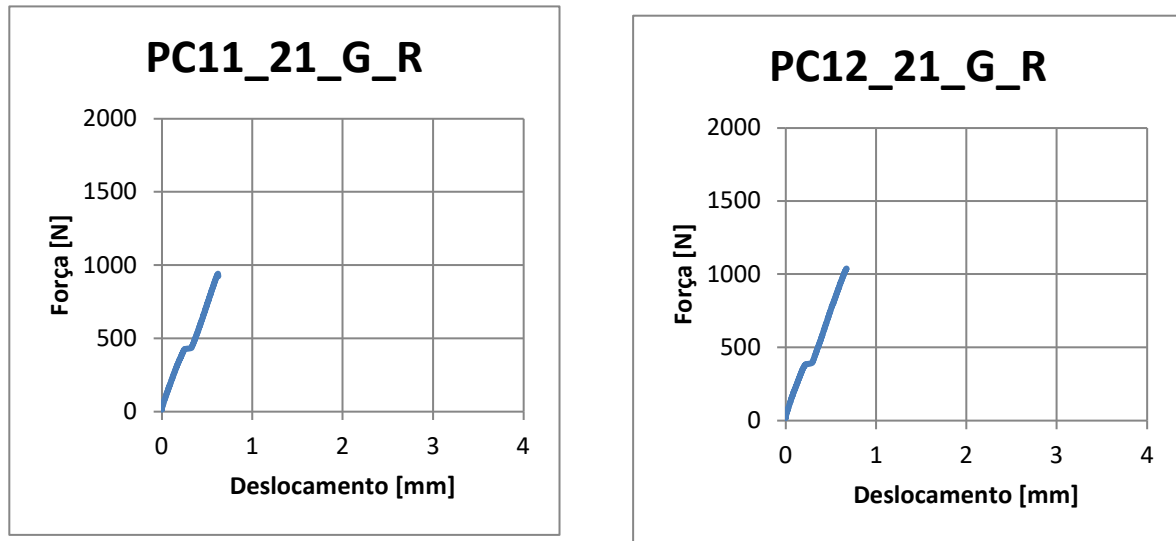 PC11_21_G_R
2000
1500
1000
500
0
0 1 2 3 4
Força [N]
Deslocamento [mm]
PC12_21_G_R
2000
1500
1000
500
0
0 1 2 3 4
Força [N]
Deslocamento [mm]